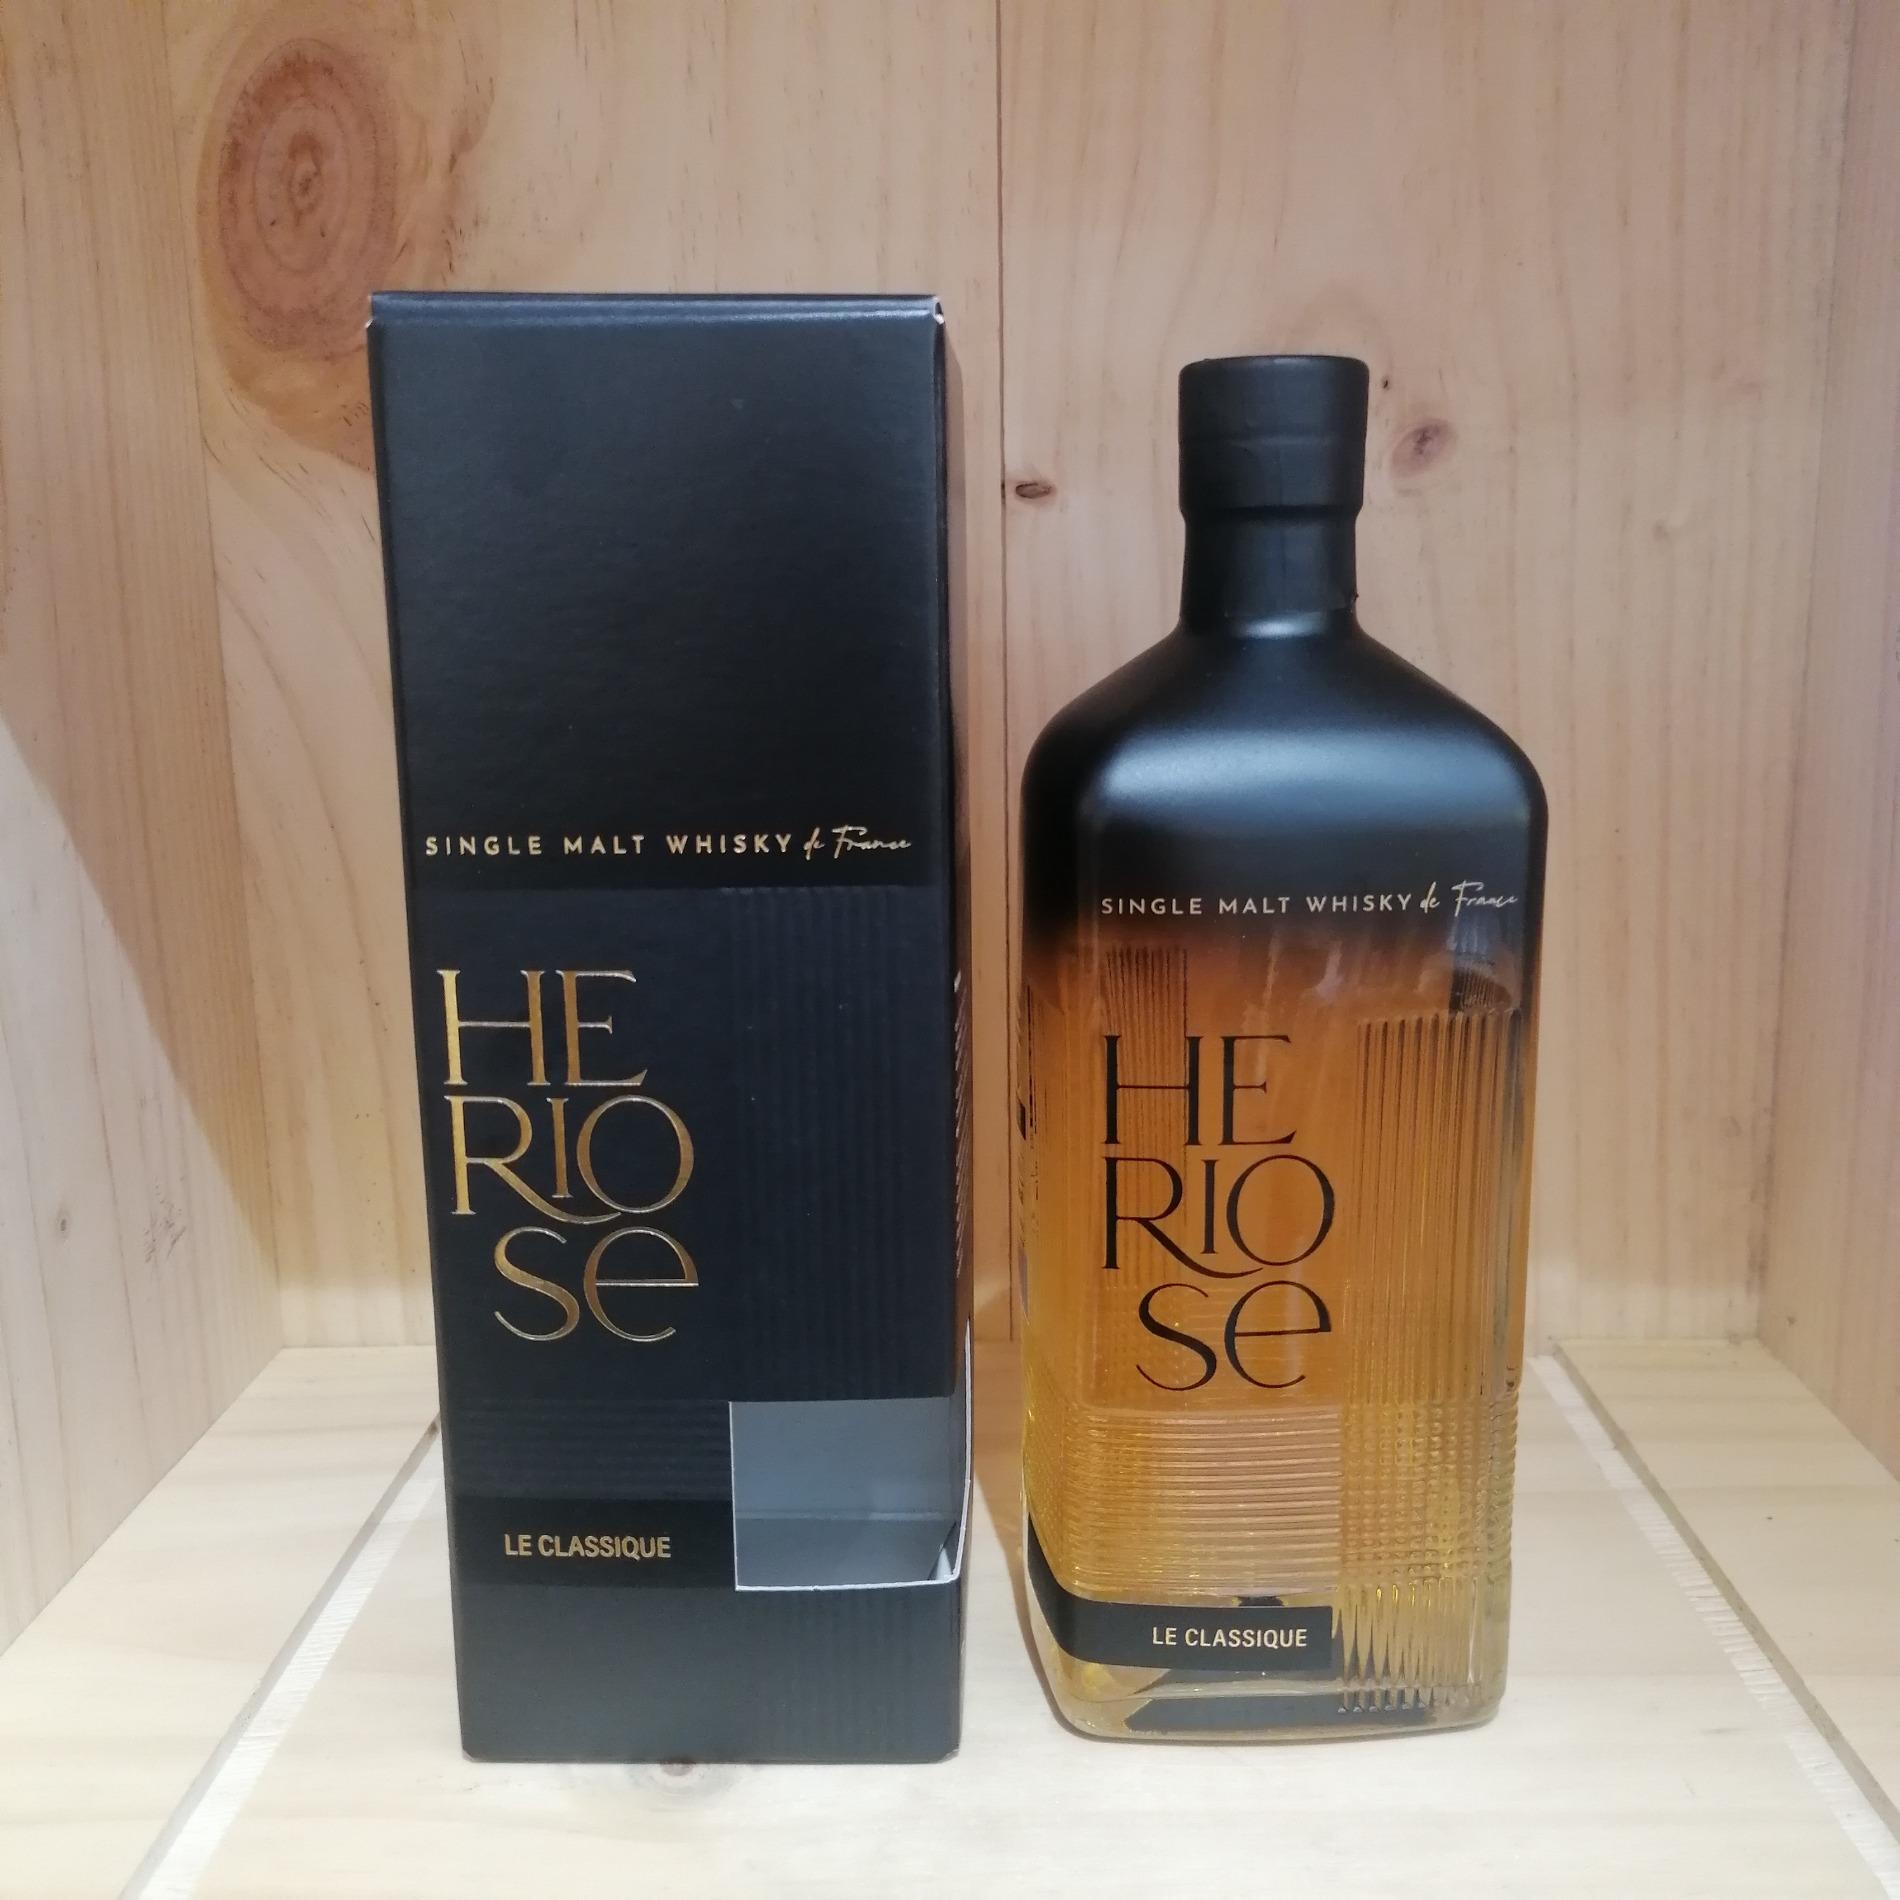 SINGLE MALT WHISKY de France
HE
RIO
se
LE CLASSIQUE
SINGLE MALT WHISKY de France
HE
RIO
se
LE CLASSIQUE